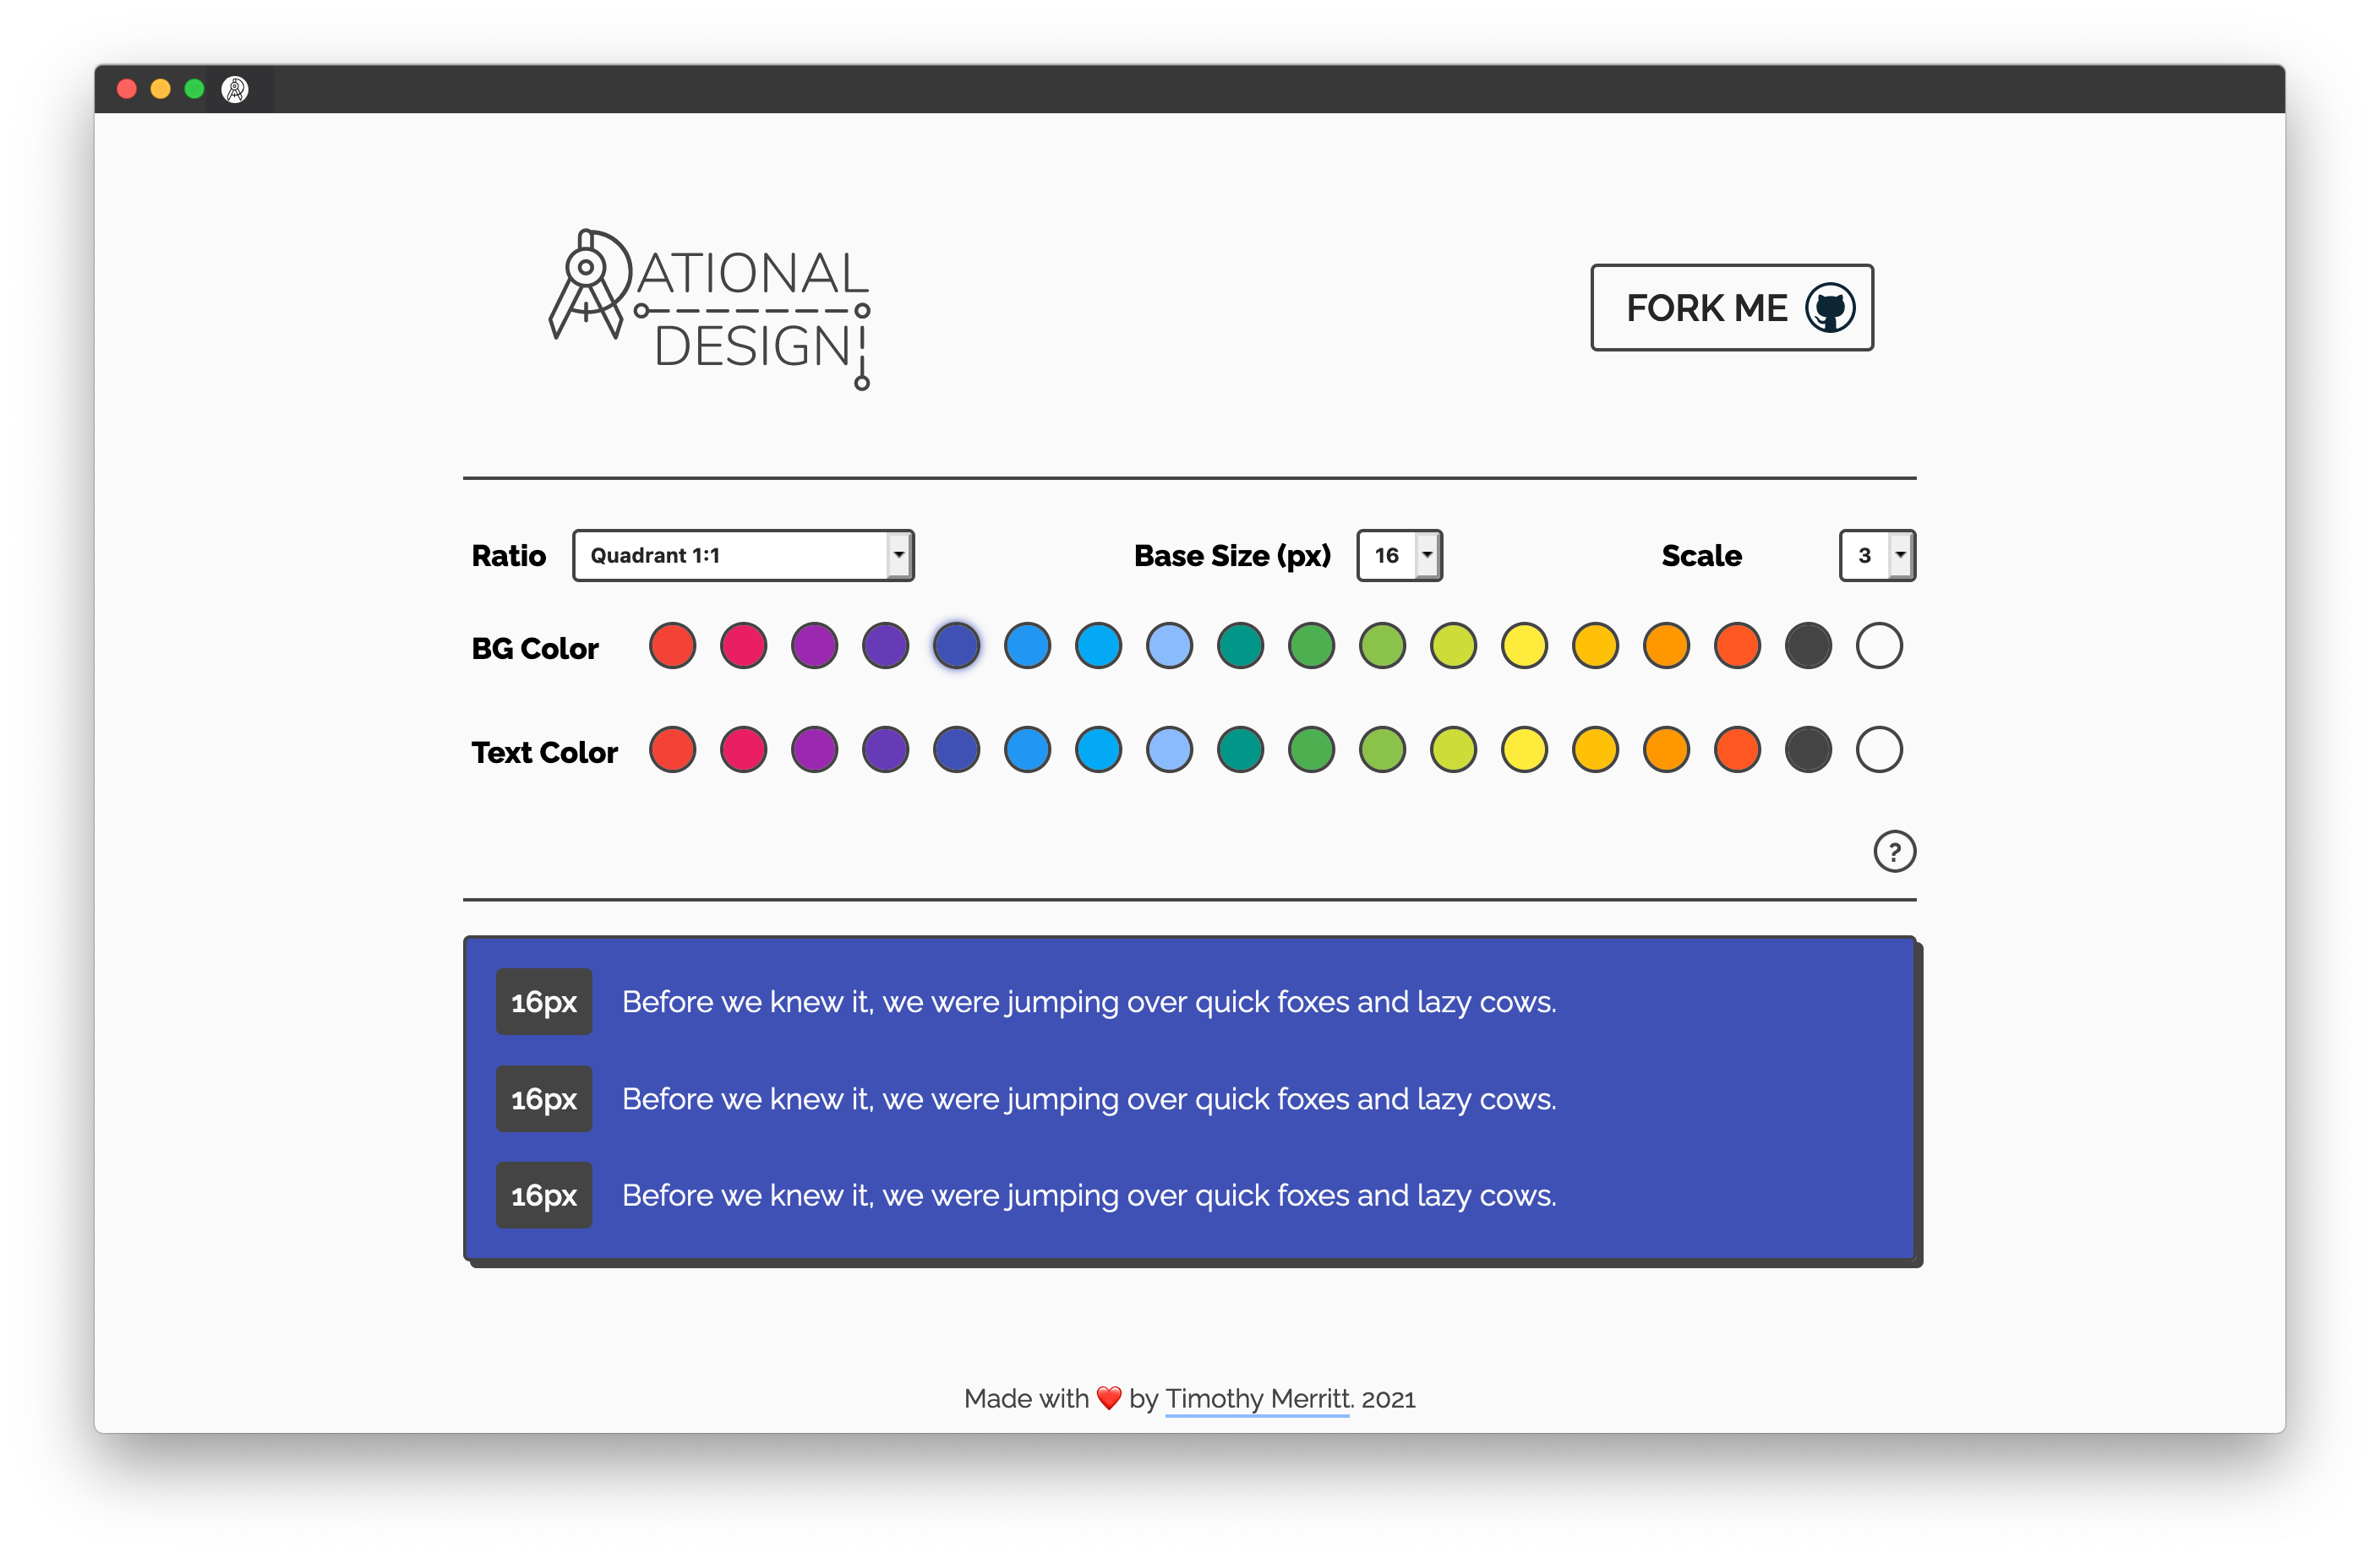 RATIONAL
DESIGN
FORK ME
Ratio Quadrant 1:1 Base Size (px) 16 Scale 3
BG Color
Text Color
?
16px Before we knew it, we were jumping over quick foxes and lazy cows.
16px Before we knew it, we were jumping over quick foxes and lazy cows.
16px Before we knew it, we were jumping over quick foxes and lazy cows.
Made with ❤️ by Timothy Merritt. 2021